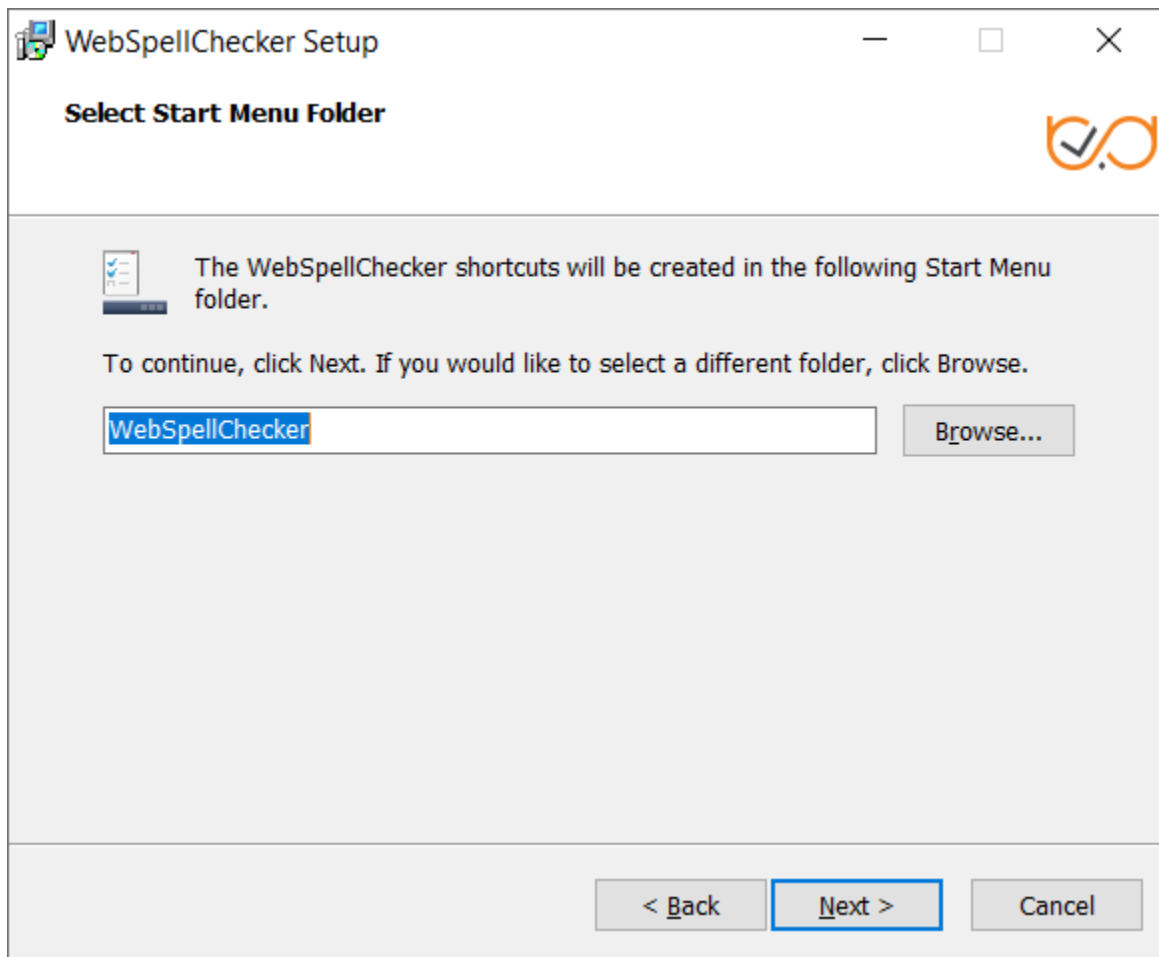 WebSpellChecker Setup
Select Start Menu Folder
The WebSpellChecker shortcuts will be created in the following Start Menu
folder.
To continue, click Next. If you would like to select a different folder, click Browse.
WebSpellChecker
Browse...
< Back
Next >
Cancel